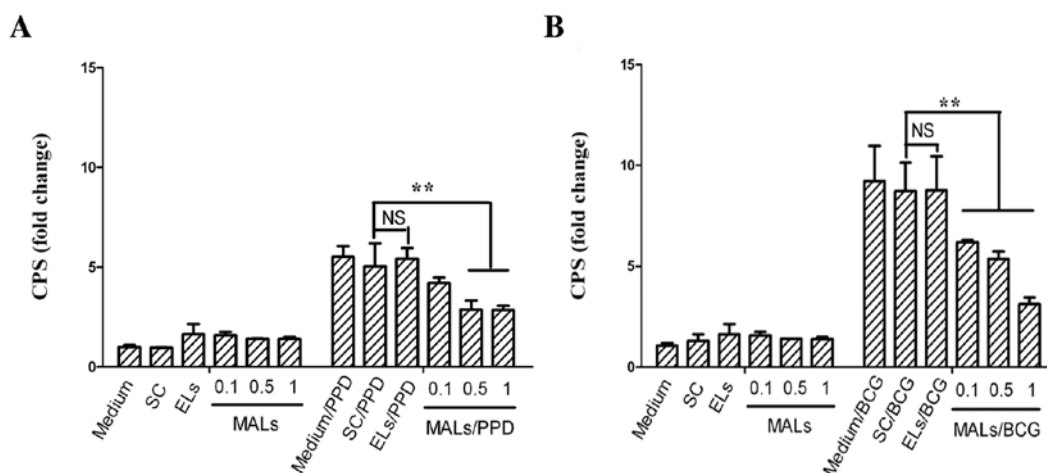 A
CPS (fold change)
15
10
5
0
**
NS
0.1 0.5 1
0.1 0.5 1
Medium
SC
ELs
MALs
Medium/PPD
SC/PPD
ELs/PPD
MALs/PPD
B
CPS (fold change)
15
10
5
0
**
NS
0.1 0.5 1
0.1 0.5 1
Medium
SC
ELs
MALs
Medium/BCG
SC/BCG
ELs/BCG
MALs/BCG